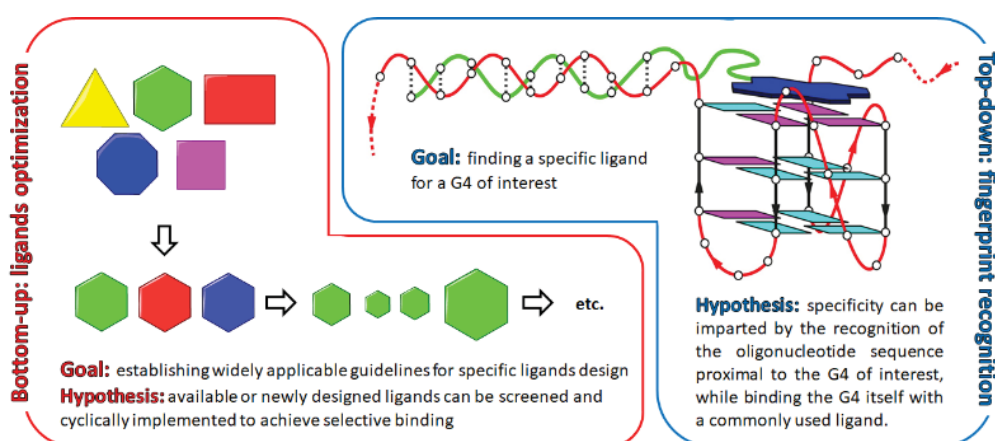 Bottom-up: ligands optimization
etc.
Goal: establishing widely applicable guidelines for specific ligands design
Hypothesis: available or newly designed ligands can be screened and
cyclically implemented to achieve selective binding
Top-down: fingerprint recognition
Goal: finding a specific ligand
for a G4 of interest
Hypothesis: specificity can be
imparted by the recognition of
the oligonucleotide sequence
proximal to the G4 of interest,
while binding the G4 itself with
a commonly used ligand.